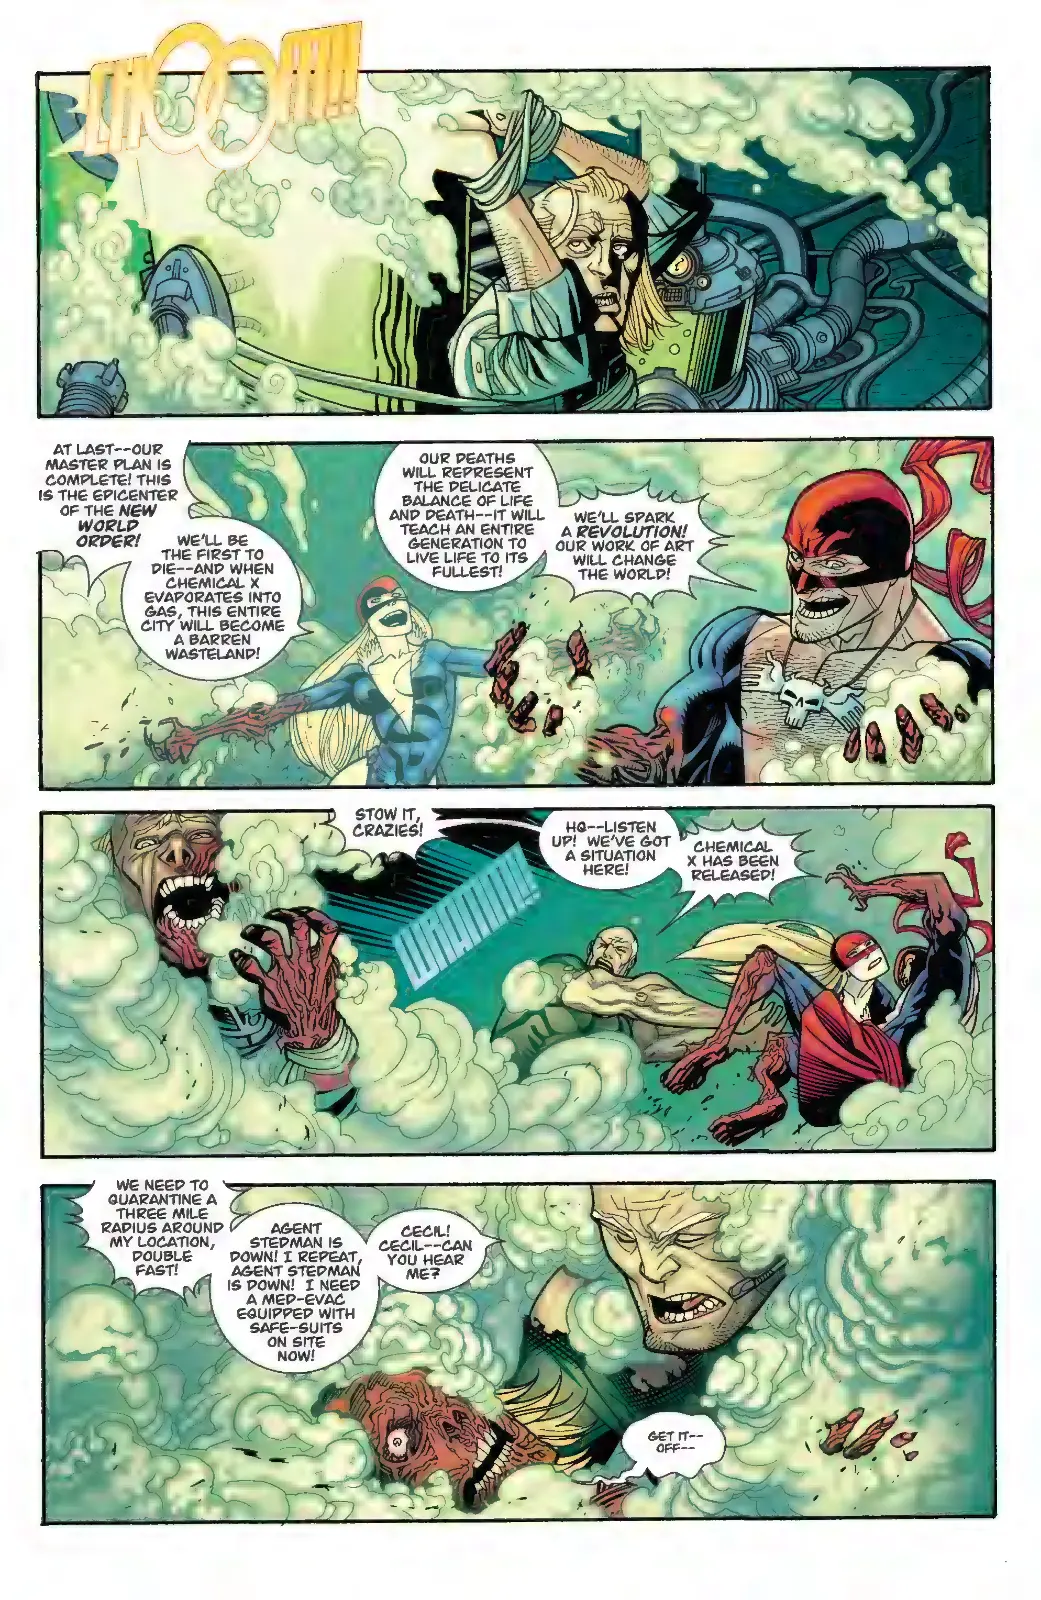 CHOOOM!!!
AT LAST--OUR
MASTER PLAN IS
COMPLETE! THIS
IS THE EPICENTER
OF THE NEW
WORLD
ORDER!
WE'LL BE
THE FIRST TO
DIE--AND WHEN
CHEMICAL X
EVAPORATES INTO
GAS, THIS ENTIRE
CITY WILL BECOME
A BARREN
WASTELAND!
OUR DEATHS
WILL REPRESENT
THE DELICATE
BALANCE OF LIFE
AND DEATH--IT WILL
TEACH AN ENTIRE
GENERATION TO
LIVE LIFE TO ITS
FULLEST!
WE'LL SPARK
A REVOLUTION!
OUR WORK OF ART
WILL CHANGE
THE WORLD!
STOW IT,
CRAZIES!
HQ--LISTEN
UP! WE'VE GOT
A SITUATION
HERE!
CHEMICAL
X HAS BEEN
RELEASED!
WE NEED TO
QUARANTINE A
THREE MILE
RADIUS AROUND
MY LOCATION,
DOUBLE
FAST!
AGENT
STEDMAN IS
DOWN! I REPEAT,
AGENT STEDMAN
IS DOWN! I NEED
A MED-EVAC
EQUIPPED WITH
SAFE-SUITS
ON SITE
NOW!
CECIL!
CECIL--CAN
YOU HEAR
ME?
GET IT--
OFF--